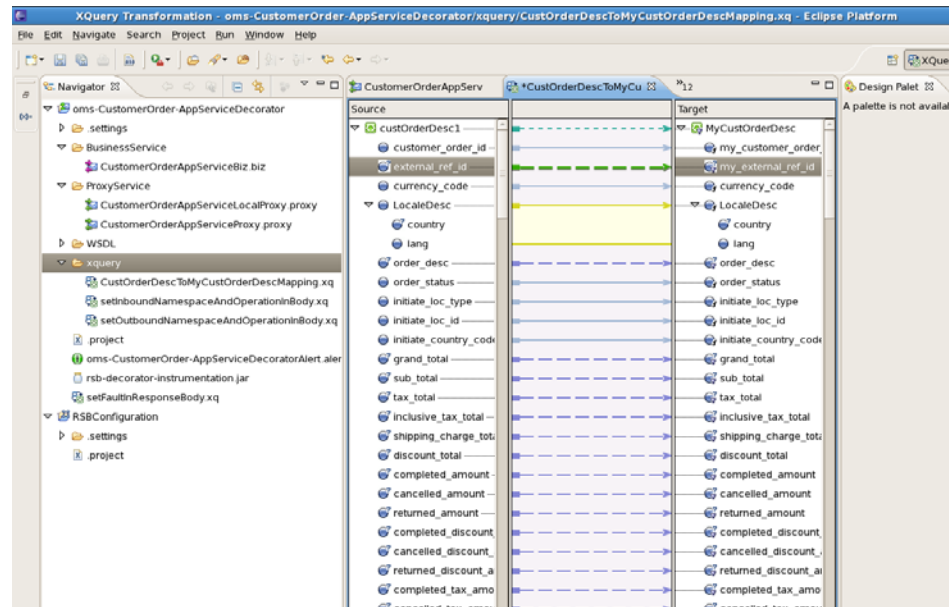 XQuery Transformation - oms-CustomerOrder-AppServiceDecorator/xquery/CustOrderDescToMyCustOrderDescMapping.xq - Eclipse Platform
File Edit Navigate Search Project Run Window Help
XQue
Navigator
CustomerOrderAppServ
*CustOrderDescToMyCu
»12
Design Palet
A palette is not availal
oms-CustomerOrder-AppServiceDecorator
.settings
BusinessService
CustomerOrderAppServiceBiz.biz
ProxyService
CustomerOrderAppServiceLocalProxy.proxy
CustomerOrderAppServiceProxy.proxy
WSDL
xquery
CustOrderDescToMyCustOrderDescMapping.xq
setInboundNamespaceAndOperationInBody.xq
setOutboundNamespaceAndOperationInBody.xq
.project
oms-CustomerOrder-AppServiceDecoratorAlert.aler
rsb-decorator-instrumentation.jar
setFaultInResponseBody.xq
RSBConfiguration
.settings
.project
Source
custOrderDesc1
customer_order_id
external_ref_id
currency_code
LocaleDesc
country
lang
order_desc
order_status
initiate_loc_type
initiate_loc_id
initiate_country_code
grand_total
sub_total
tax_total
inclusive_tax_total
shipping_charge_tota
discount_total
completed_amount
cancelled_amount
returned_amount
completed_discount_
cancelled_discount_
returned_discount_a
completed_tax_amo
Target
MyCustOrderDesc
my_customer_order_
my_external_ref_id
currency_code
LocaleDesc
country
lang
order_desc
order_status
initiate_loc_type
initiate_loc_id
initiate_country_code
grand_total
sub_total
tax_total
inclusive_tax_total
shipping_charge_tota
discount_total
completed_amount
cancelled_amount
returned_amount
completed_discount_
cancelled_discount_
returned_discount_a
completed_tax_amo